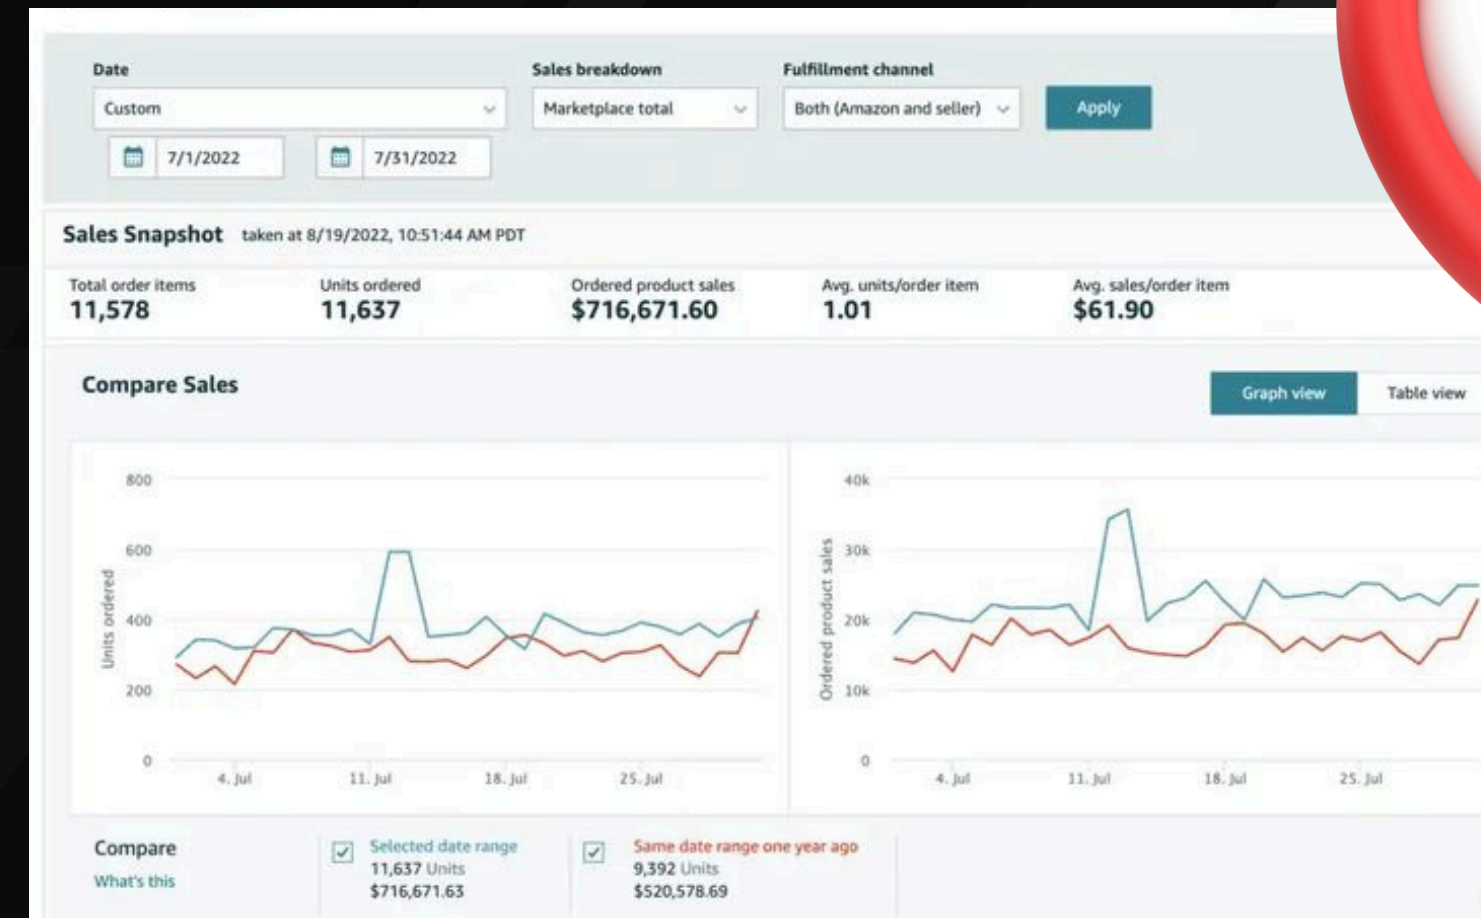 Date
Sales breakdown
Fulfillment channel
Custom
Marketplace total
Both (Amazon and seller)
Apply
7/1/2022
7/31/2022
Sales Snapshot taken at 8/19/2022, 10:51:44 AM PDT
Total order items
Units ordered
Ordered product sales
Avg. units/order item
Avg. sales/order item
11,578
11,637
$716,671.60
1.01
$61.90
Compare Sales
Graph view
Table view
Units ordered
800
600
400
200
0
4. Jul
11. Jul
18. Jul
25. Jul
Ordered product sales
40k
30k
20k
10k
0
4. Jul
11. Jul
18. Jul
25. Jul
Compare
What's this
Selected date range
11,637 Units
$716,671.63
Same date range one year ago
9,392 Units
$520,578.69